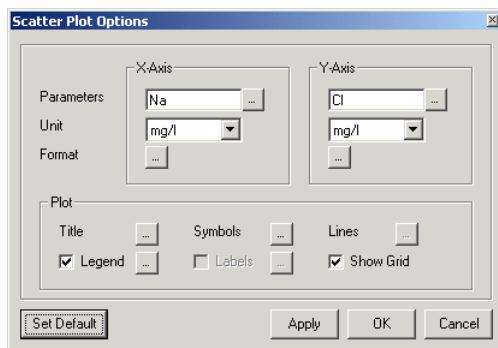 Scatter Plot Options
X-Axis Y-Axis
Parameters Na ... Cl ...
Unit mg/l mg/l
Format ... ...
Plot
Title ... Symbols ... Lines ...
Legend ... Labels ... Show Grid
Set Default Apply OK Cancel